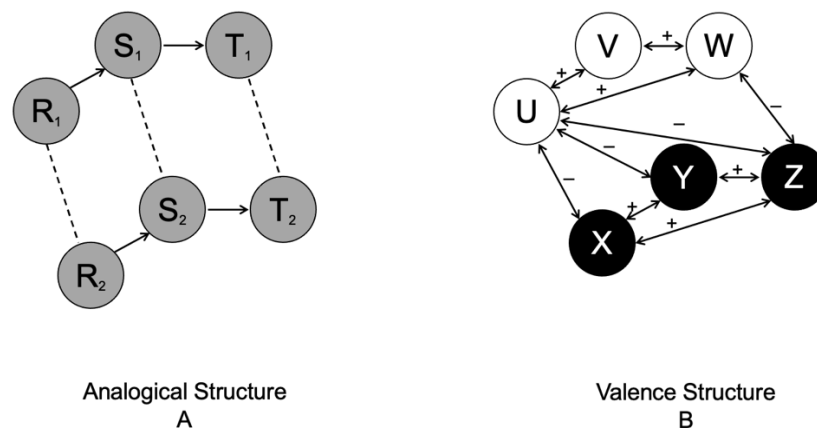 S₁
T₁
R₁
S₂
T₂
R₂
Analogical Structure
A
V
+
W
+
+
U
–
–
–
Y
+
Z
–
+
X
+
Valence Structure
B